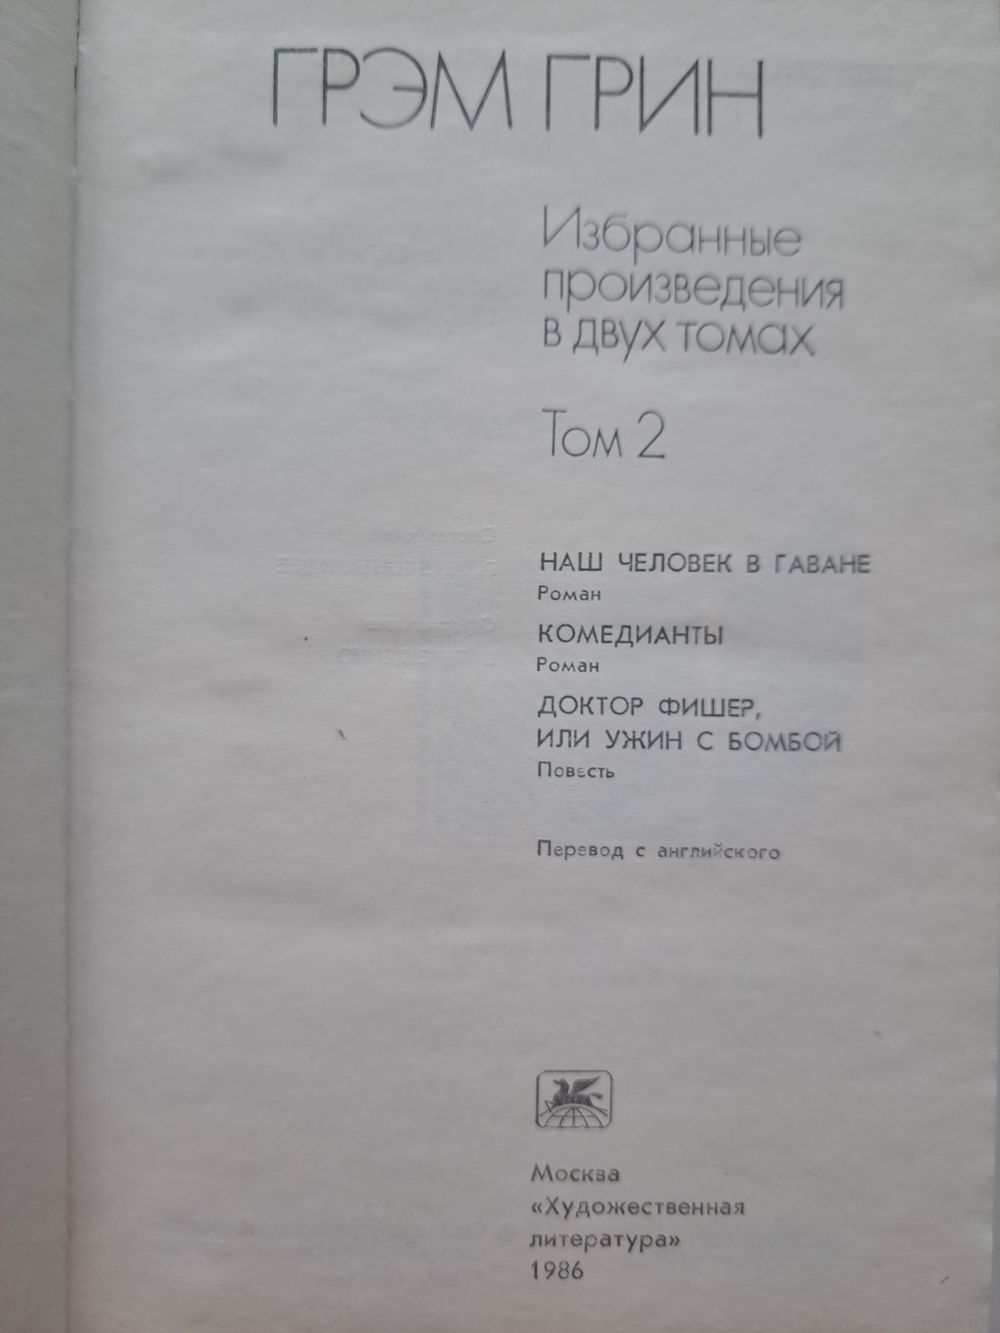 ГРЭМ ГРИН
Избранные
произведения
в двух томах
Том 2
НАШ ЧЕЛОВЕК В ГАВАНЕ
Роман
КОМЕДИАНТЫ
Роман
ДОКТОР ФИШЕР,
ИЛИ УЖИН С БОМБОЙ
Повесть
Перевод с английского
Москва
«Художественная
литература»
1986